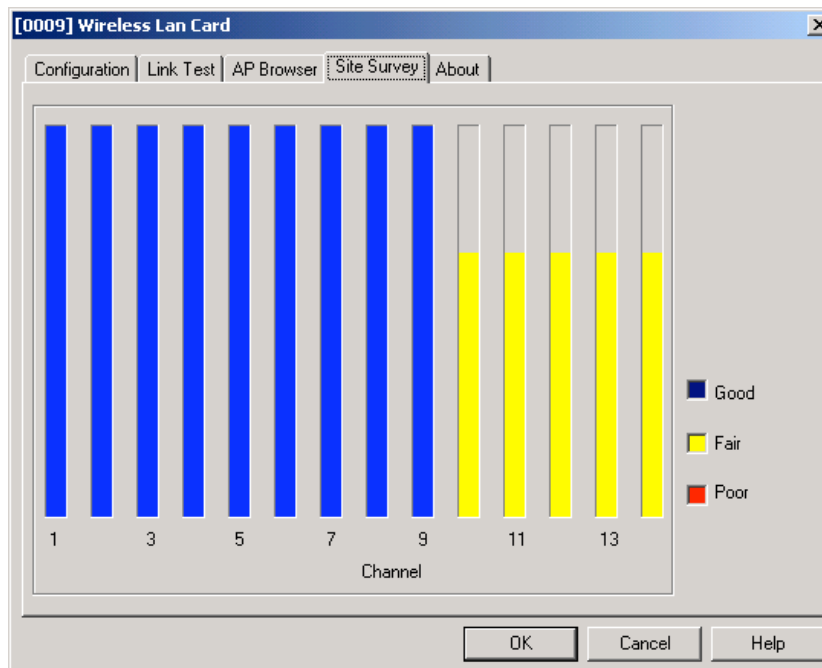 [0009] Wireless Lan Card
Configuration Link Test AP Browser Site Survey About
Good
Fair
Poor
1 3 5 7 9 11 13
Channel
OK Cancel Help